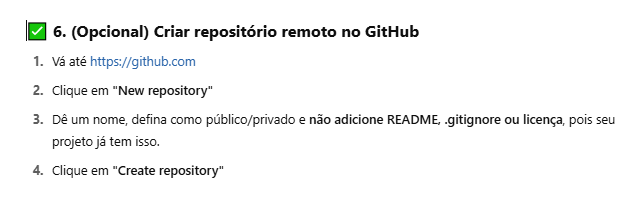 ✅ 6. (Opcional) Criar repositório remoto no GitHub
1. Vá até https://github.com
2. Clique em "New repository"
3. Dê um nome, defina como público/privado e não adicione README, .gitignore ou licença, pois seu
projeto já tem isso.
4. Clique em "Create repository"